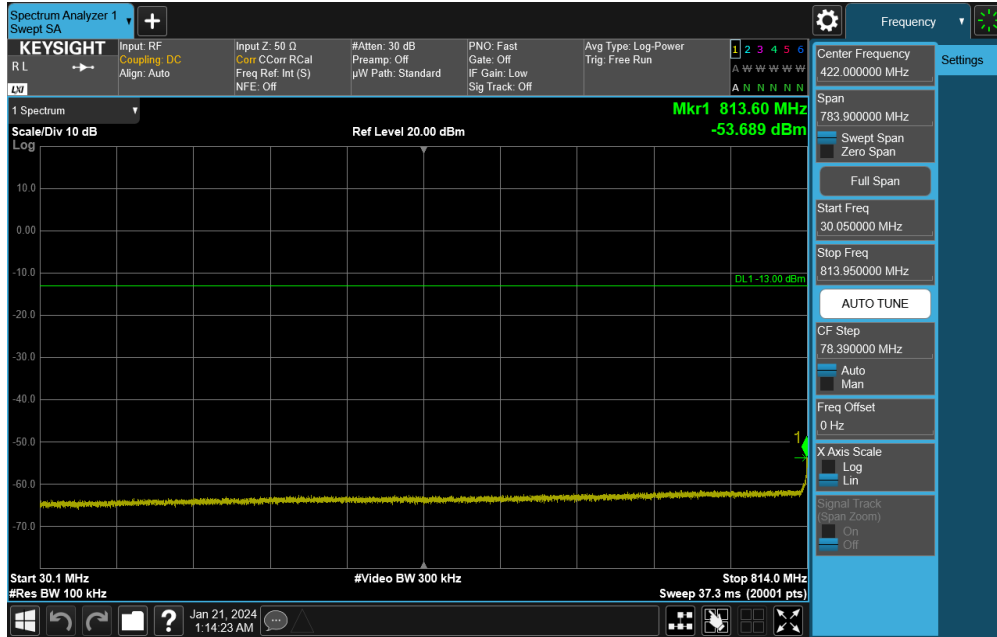 Spectrum Analyzer 1
Swept SA
+
Frequency
KEYSIGHT
R L
LXI
Input: RF
Coupling: DC
Align: Auto
Input Z: 50 Ω
Corr CCorr RCal
Freq Ref: Int (S)
NFE: Off
#Atten: 30 dB
Preamp: Off
µW Path: Standard
PNO: Fast
Gate: Off
IF Gain: Low
Sig Track: Off
Avg Type: Log-Power
Trig: Free Run
1 2 3 4 5 6
A W W W W W
A N N N N N
1 Spectrum
Scale/Div 10 dB
Log
Ref Level 20.00 dBm
Mkr1 813.60 MHz
-53.689 dBm
10.0
0.00
-10.0
DL1 -13.00 dBm
-20.0
-30.0
-40.0
-50.0
1
-60.0
-70.0
Start 30.1 MHz
#Res BW 100 kHz
#Video BW 300 kHz
Stop 814.0 MHz
Sweep 37.3 ms (20001 pts)
?
Jan 21, 2024
1:14:23 AM
Center Frequency
422.000000 MHz
Span
783.900000 MHz
Swept Span
Zero Span
Full Span
Start Freq
30.050000 MHz
Stop Freq
813.950000 MHz
AUTO TUNE
CF Step
78.390000 MHz
Auto
Man
Freq Offset
0 Hz
X Axis Scale
Log
Lin
Signal Track
(Span Zoom)
On
Off
Settings